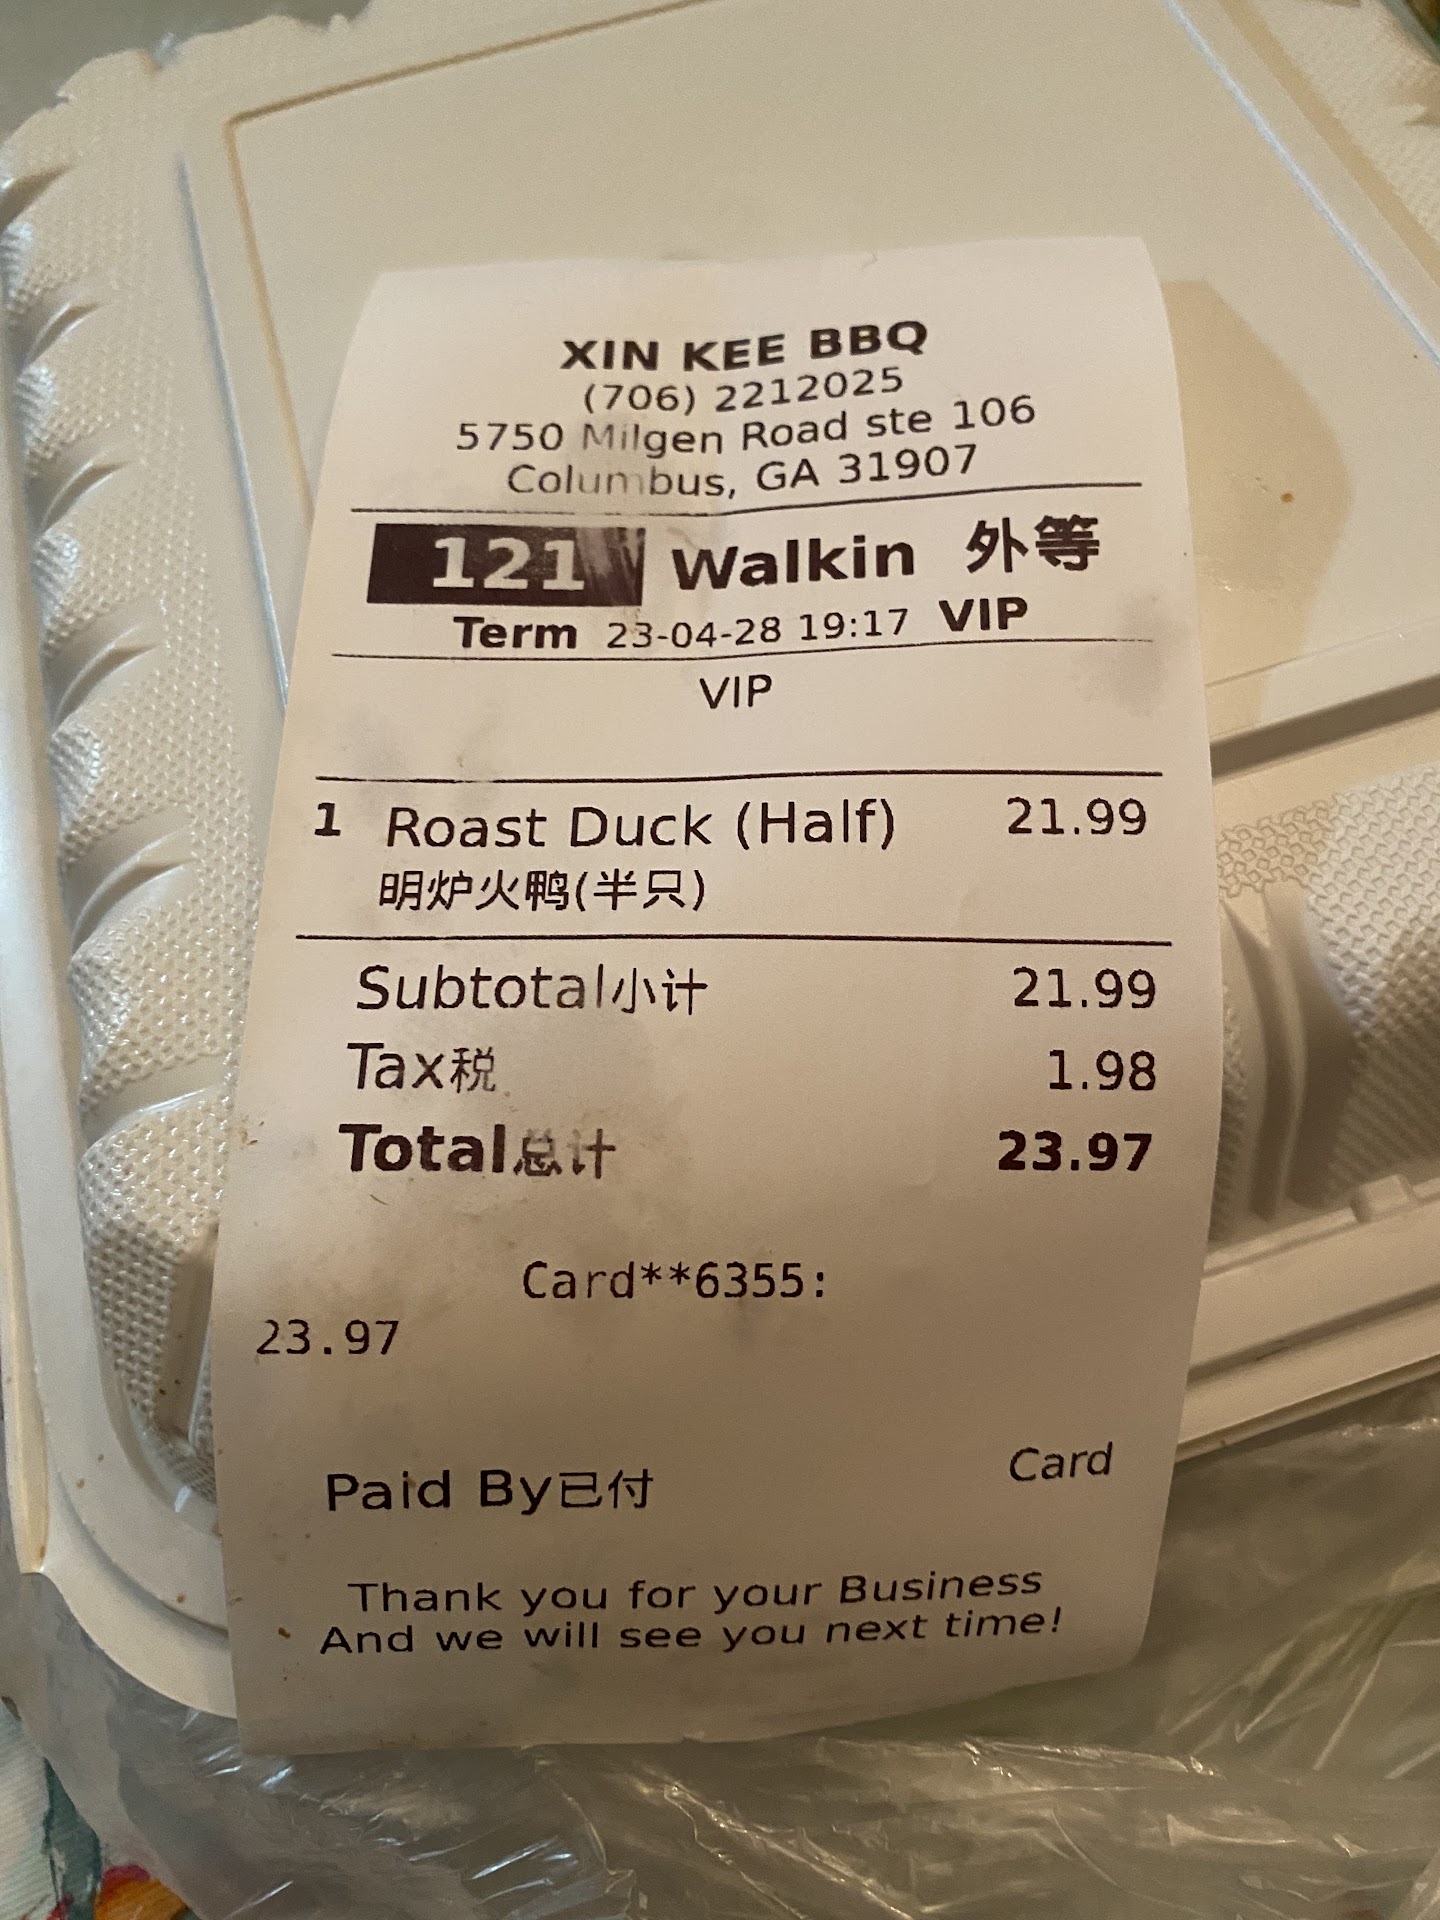 XIN KEE BBQ
(706) 2212025
5750 Milgen Road ste 106
Columbus, GA 31907
121 Walkin 外等
Term 23-04-28 19:17 VIP
VIP
1 Roast Duck (Half) 21.99
明炉火鸭(半只)
Subtotal小计 21.99
Tax税 1.98
Total总计 23.97
Card**6355:
23.97
Card
Paid By已付
Thank you for your Business
And we will see you next time!